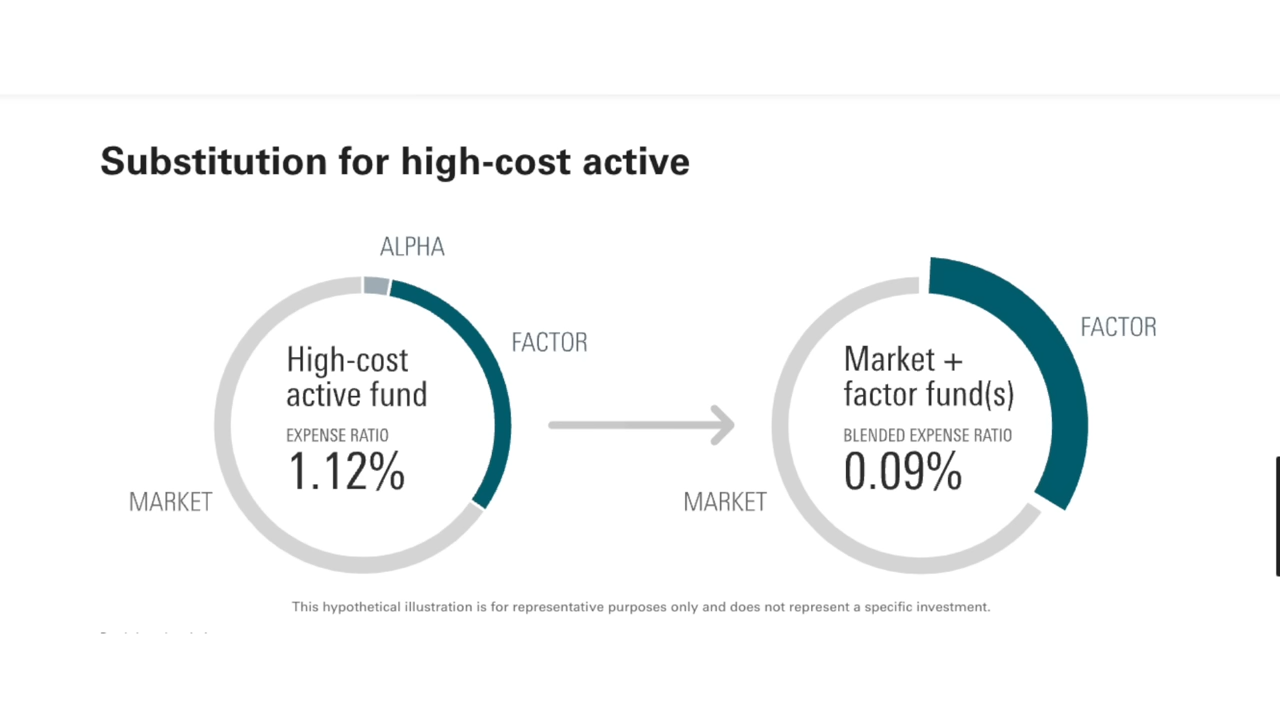 Substitution for high-cost active
ALPHA
FACTOR
High-cost
active fund
EXPENSE RATIO
1.12%
MARKET
FACTOR
Market +
factor fund(s)
BLENDED EXPENSE RATIO
0.09%
MARKET
This hypothetical illustration is for representative purposes only and does not represent a specific investment.